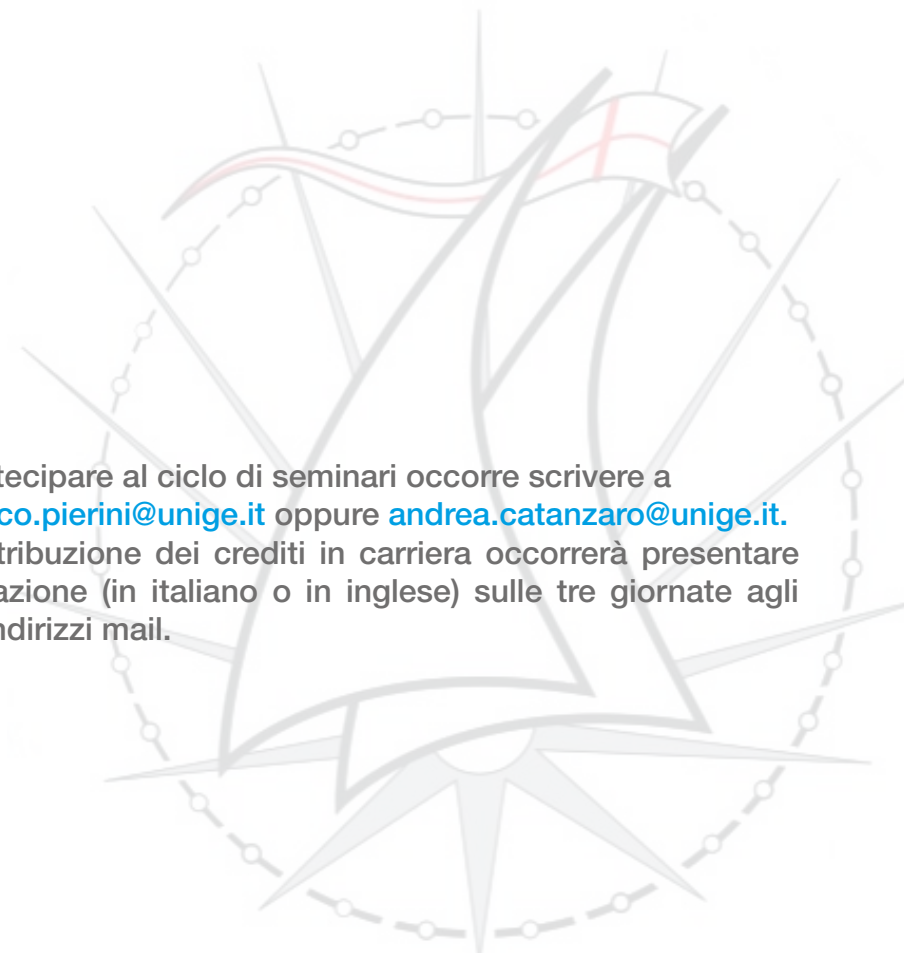 tecipare al ciclo di seminari occorre scrivere a
co.pierini@unige.it oppure andrea.catanzaro@unige.it.
tribuzione dei crediti in carriera occorrerà presentare
azione (in italiano o in inglese) sulle tre giornate agli
ndirizzi mail.